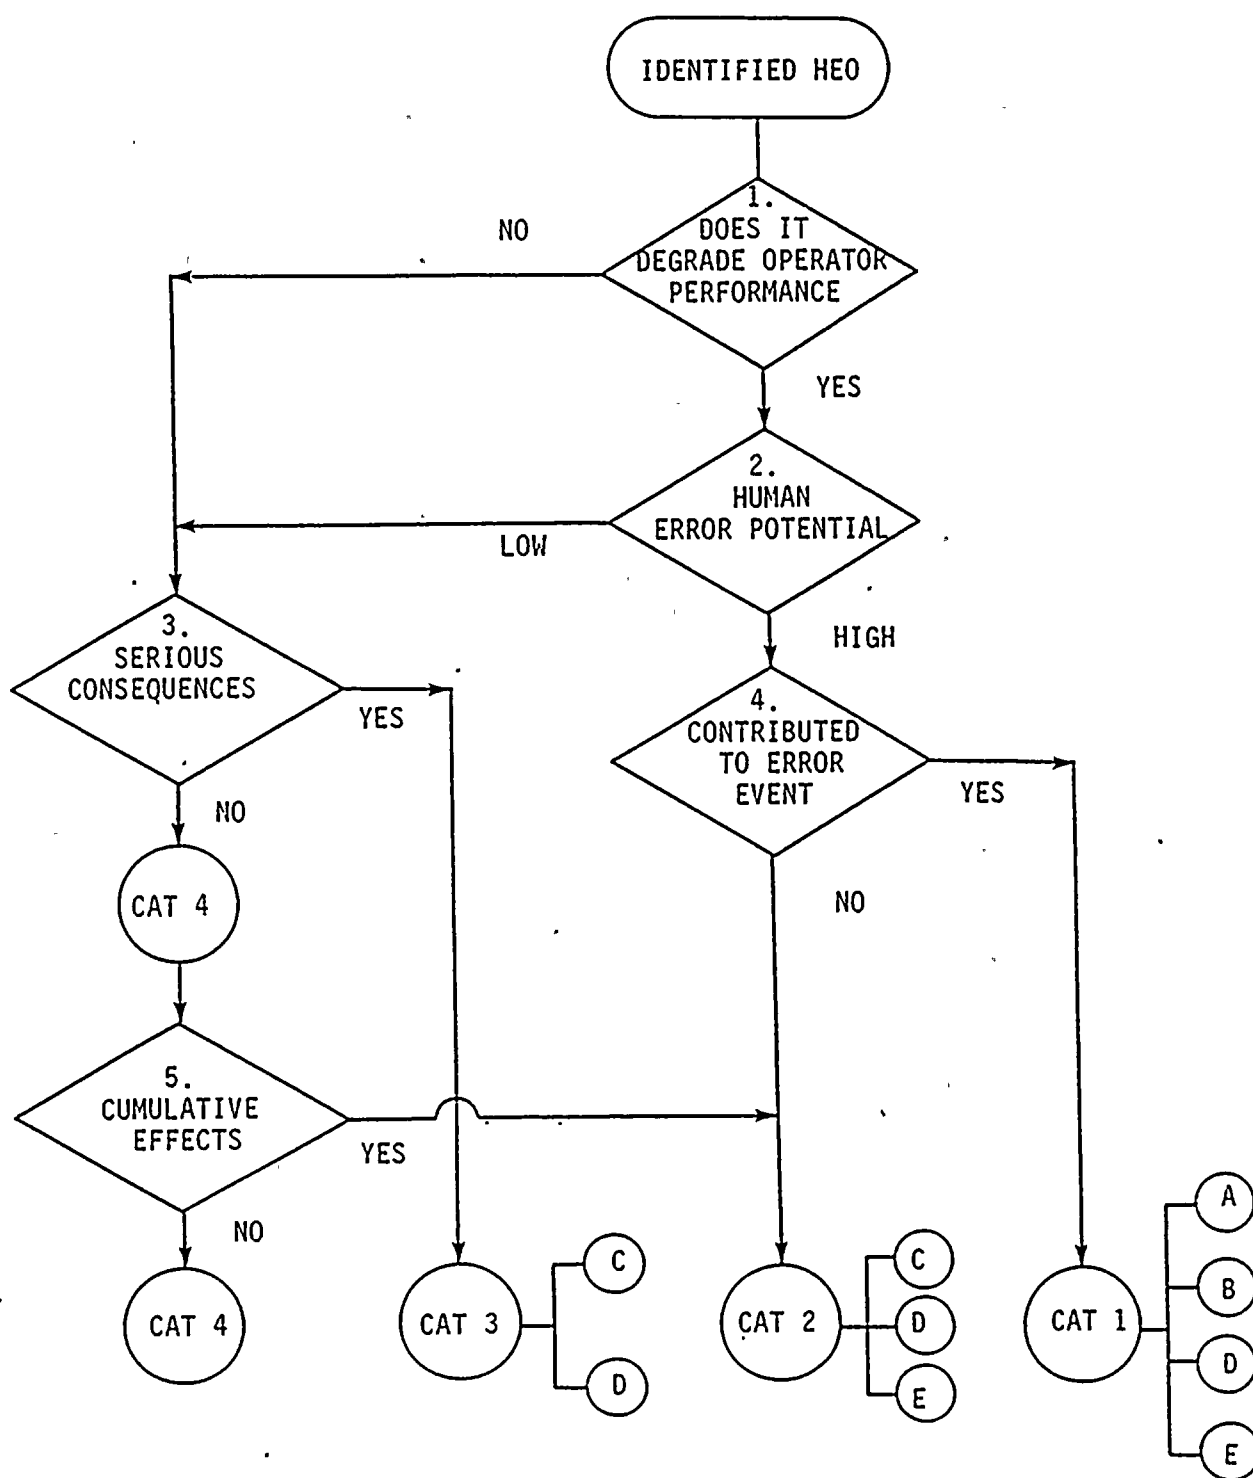 IDENTIFIED HEO
1.
DOES IT
DEGRADE OPERATOR
PERFORMANCE
NO
YES
2.
HUMAN
ERROR POTENTIAL
LOW
HIGH
3.
SERIOUS
CONSEQUENCES
YES
NO
4.
CONTRIBUTED
TO ERROR
EVENT
YES
NO
CAT 4
5.
CUMULATIVE
EFFECTS
YES
NO
CAT 4
CAT 3
C
D
CAT 2
C
D
E
CAT 1
A
B
D
E